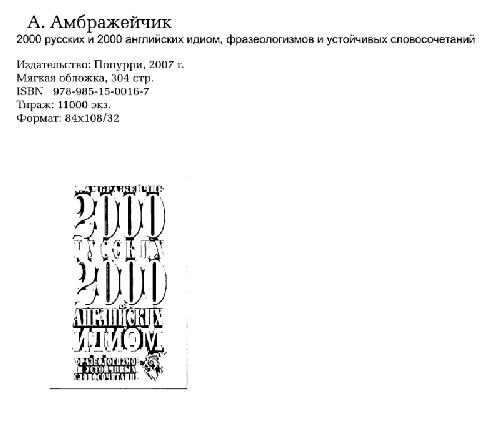 А. Амбражейчик
2000 русских и 2000 английских идиом, фразеологизмов и устойчивых словосочетаний
Издательство: Попурри, 2007 г.
Мягкая обложка, 304 стр.
ISBN 978-985-15-0016-7
Тираж: 11000 экз.
Формат: 84x108/32
А. АМБРАЖЕЙЧИК
2000
РУССКИХ
И
2000
АНГЛИЙСКИХ
ИДИОМ
ФРАЗЕОЛОГИЗМОВ
И УСТОЙЧИВЫХ
СЛОВОСОЧЕТАНИЙ